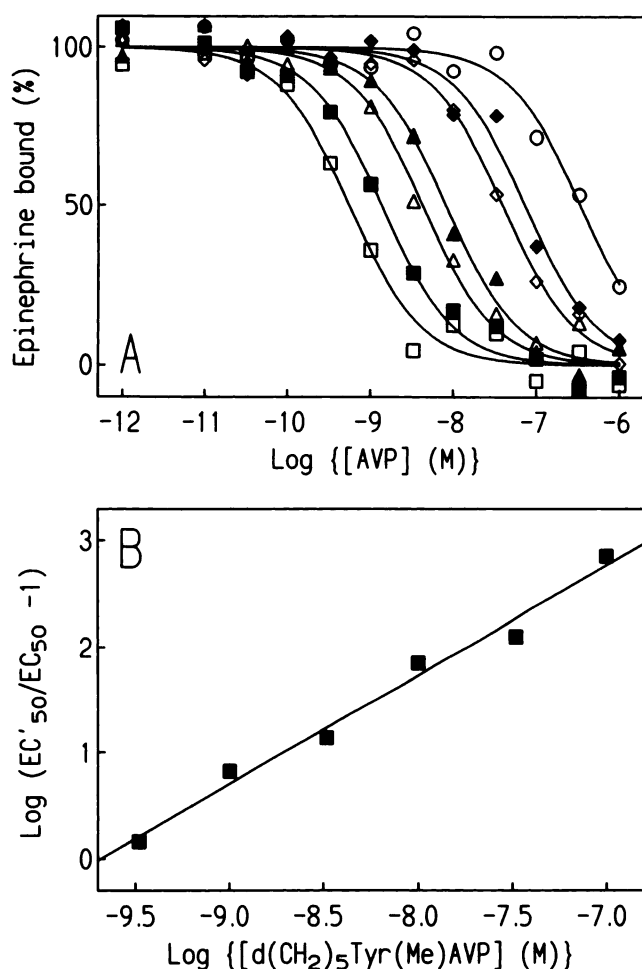 Epinephrine bound (%)
100
50
0
A
-12 -11 -10 -9 -8 -7 -6
Log {[AVP] (M)}
B
Log (EC'50/EC50 -1)
3
2
1
0
-9.5 -9.0 -8.5 -8.0 -7.5 -7.0
Log {[d(CH2)5Tyr(Me)AVP] (M)}